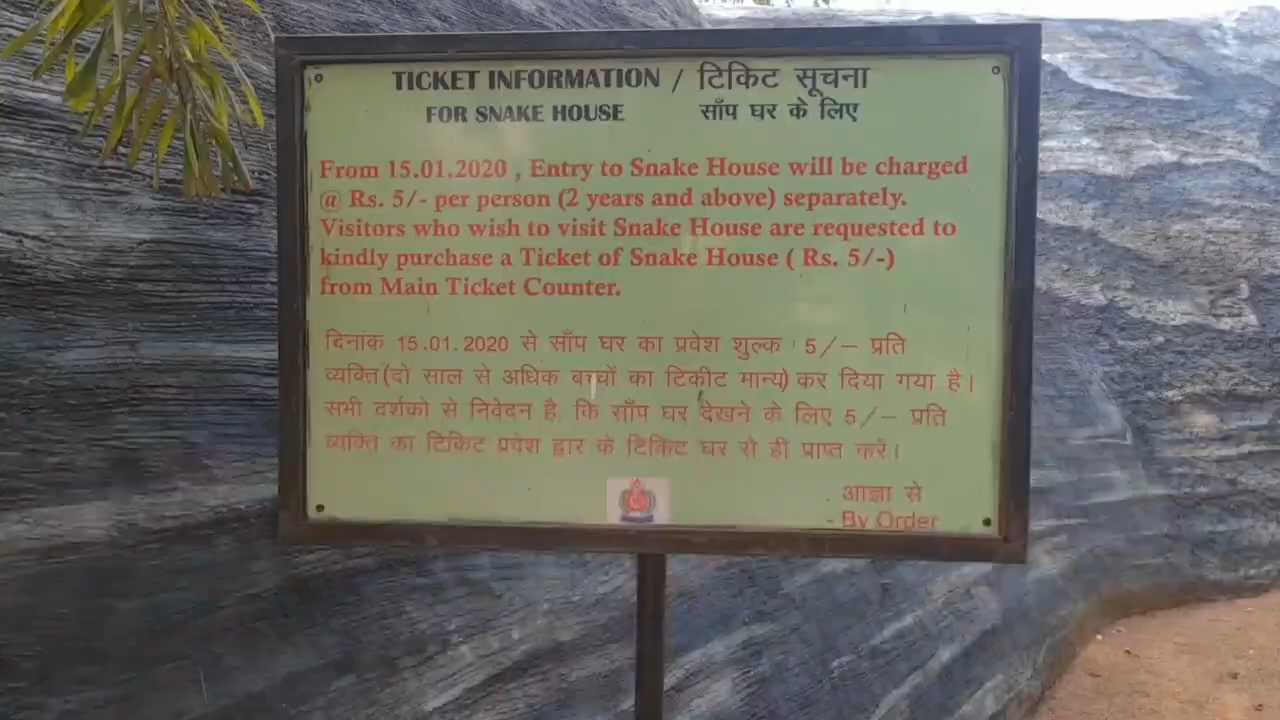 TICKET INFORMATION / टिकिट सूचना
FOR SNAKE HOUSE साँप घर के लिए
From 15.01.2020 , Entry to Snake House will be charged
@ Rs. 5/- per person (2 years and above) separately.
Visitors who wish to visit Snake House are requested to
kindly purchase a Ticket of Snake House ( Rs. 5/-)
from Main Ticket Counter.
दिनांक 15.01.2020 से साँप घर का प्रवेश शुल्क 5/– प्रति
व्यक्ति (दो साल से अधिक बच्चों का टिकीट मान्य) कर दिया गया है।
सभी दर्शको से निवेदन है, कि साँप घर देखने के लिए 5/– प्रति
व्यक्ति का टिकिट प्रवेश द्वार के टिकिट घर से ही प्राप्त करें।
आज्ञा से
- By Order